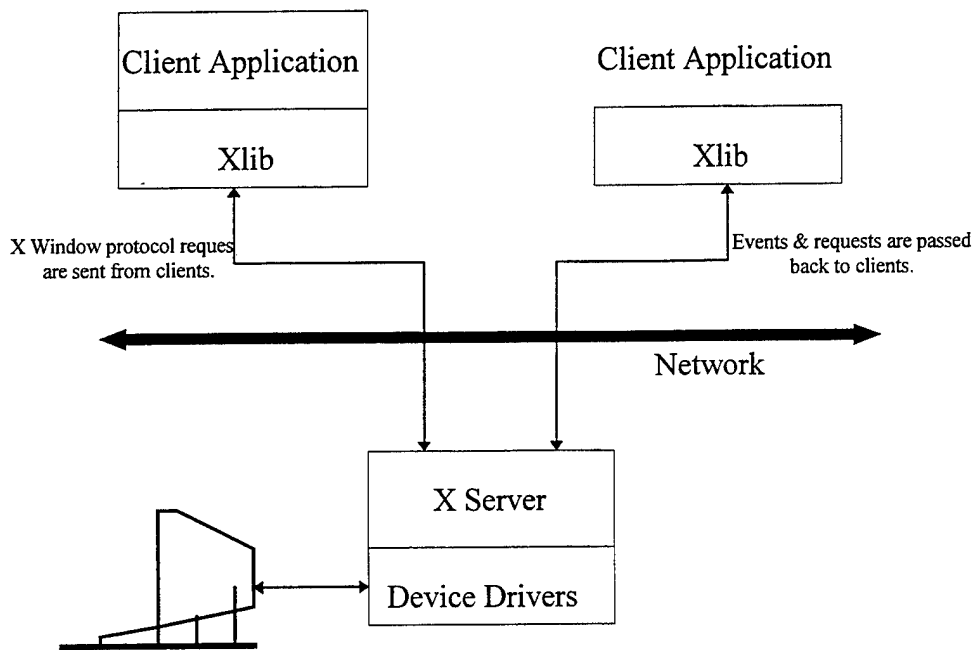 Client Application
Xlib
Client Application
Xlib
X Window protocol reques
are sent from clients.
Events & requests are passed
back to clients.
Network
X Server
Device Drivers